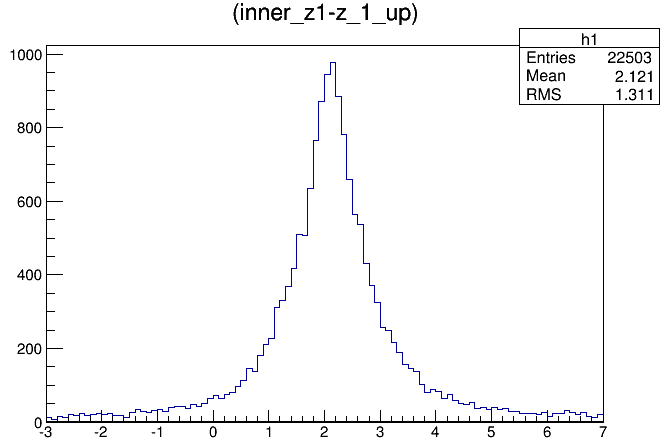 (inner_z1-z_1_up)
h1
Entries 22503
Mean 2.121
RMS 1.311
1000
800
600
400
200
0
-3 -2 -1 0 1 2 3 4 5 6 7